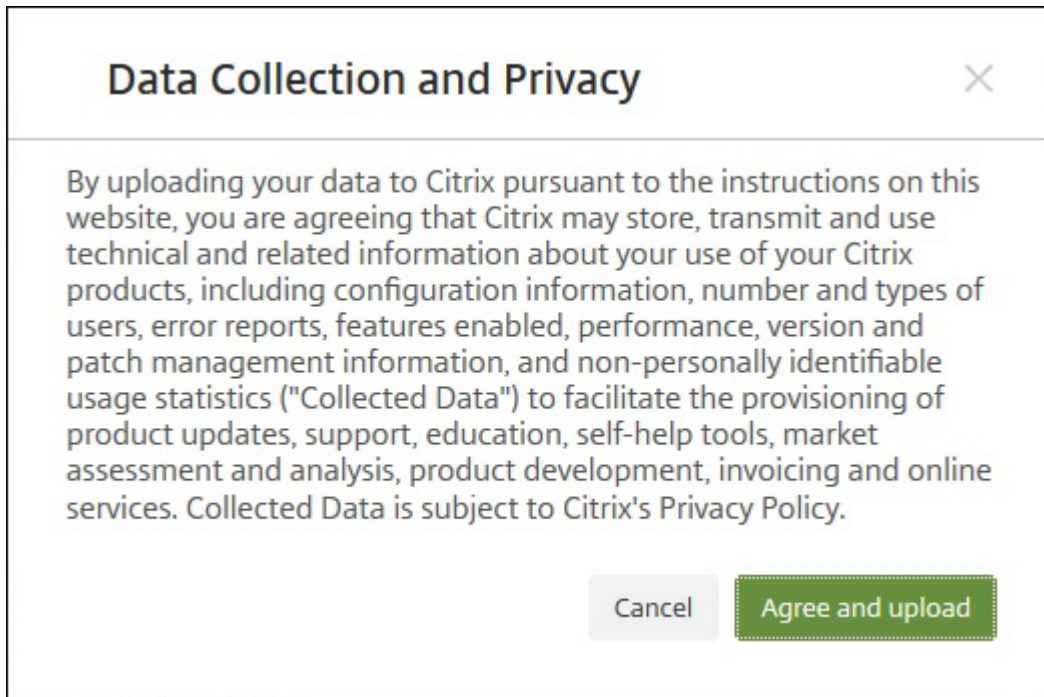 Data Collection and Privacy
By uploading your data to Citrix pursuant to the instructions on this
website, you are agreeing that Citrix may store, transmit and use
technical and related information about your use of your Citrix
products, including configuration information, number and types of
users, error reports, features enabled, performance, version and
patch management information, and non-personally identifiable
usage statistics ("Collected Data") to facilitate the provisioning of
product updates, support, education, self-help tools, market
assessment and analysis, product development, invoicing and online
services. Collected Data is subject to Citrix's Privacy Policy.
Cancel
Agree and upload